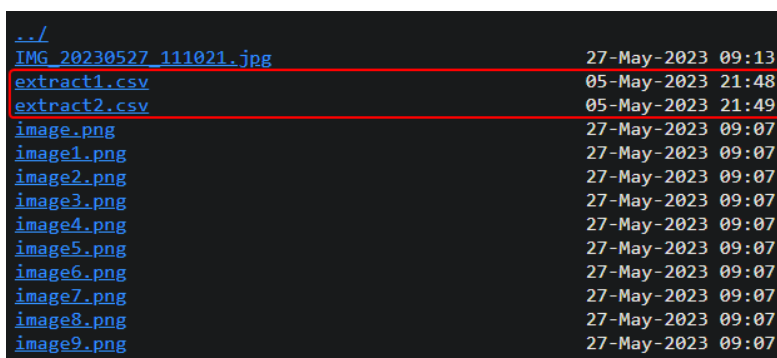 ../
IMG_20230527_111021.jpg 27-May-2023 09:13
extract1.csv 05-May-2023 21:48
extract2.csv 05-May-2023 21:49
image.png 27-May-2023 09:07
image1.png 27-May-2023 09:07
image2.png 27-May-2023 09:07
image3.png 27-May-2023 09:07
image4.png 27-May-2023 09:07
image5.png 27-May-2023 09:07
image6.png 27-May-2023 09:07
image7.png 27-May-2023 09:07
image8.png 27-May-2023 09:07
image9.png 27-May-2023 09:07